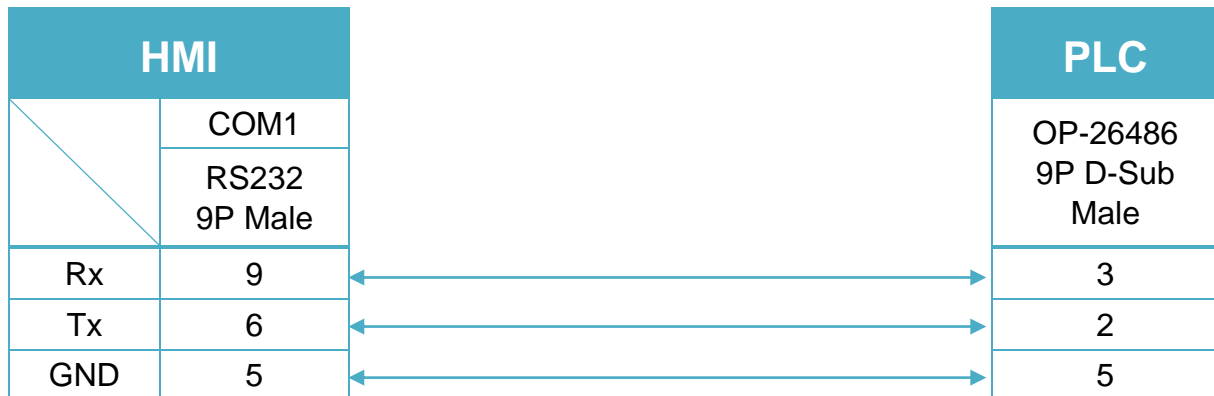 HMI
PLC
COM1
RS232
9P Male
OP-26486
9P D-Sub
Male
Rx 9 3
Tx 6 2
GND 5 5